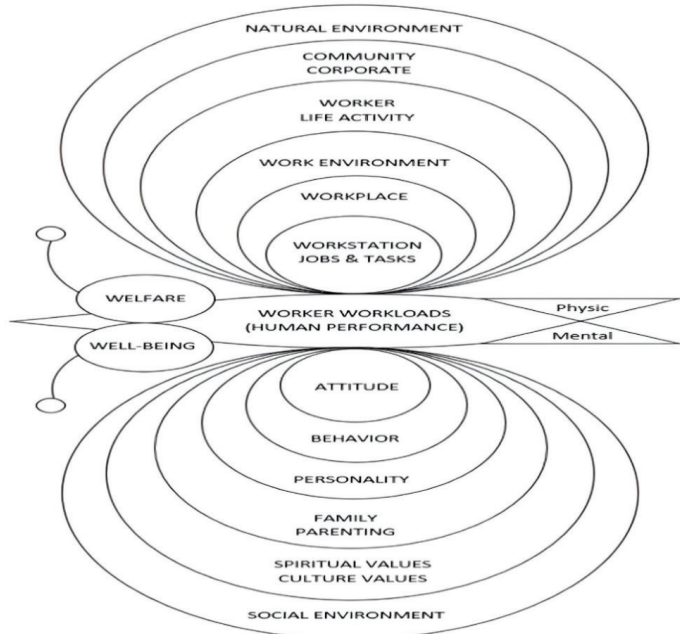 NATURAL ENVIRONMENT
COMMUNITY
CORPORATE
WORKER
LIFE ACTIVITY
WORK ENVIRONMENT
WORKPLACE
WORKSTATION
JOBS & TASKS
WELFARE
WORKER WORKLOADS
(HUMAN PERFORMANCE)
Physic
Mental
WELL-BEING
ATTITUDE
BEHAVIOR
PERSONALITY
FAMILY
PARENTING
SPIRITUAL VALUES
CULTURE VALUES
SOCIAL ENVIRONMENT